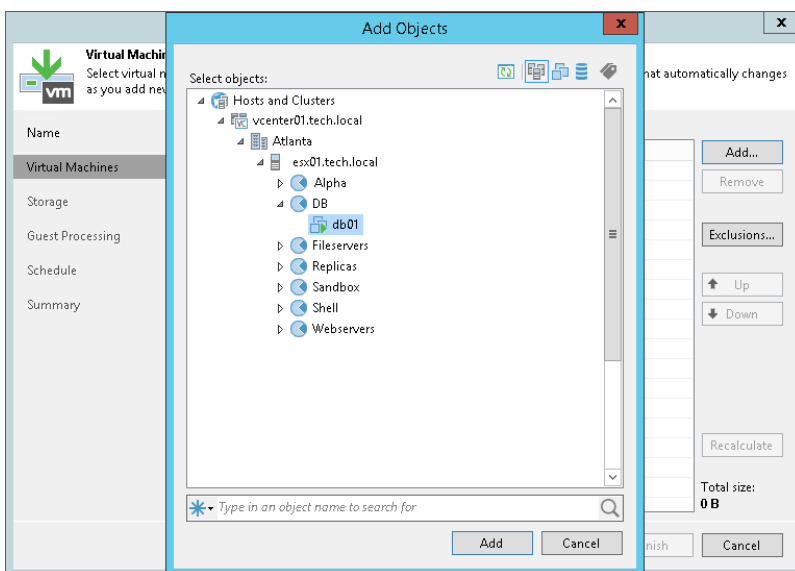 Add Objects
X
X
Virtual Machin
Select virtual n
as you add new
hat automatically changes
vm
Select objects:
Name
Virtual Machines
Storage
Guest Processing
Schedule
Summary
Hosts and Clusters
VC
vcenter01.tech.local
Atlanta
esx01.tech.local
Alpha
DB
db01
Fileservers
Replicas
Sandbox
Shell
Webservers
Type in an object name to search for
Add
Cancel
Add...
Remove
Exclusions...
Up
Down
Recalculate
Total size:
0 B
nish
Cancel